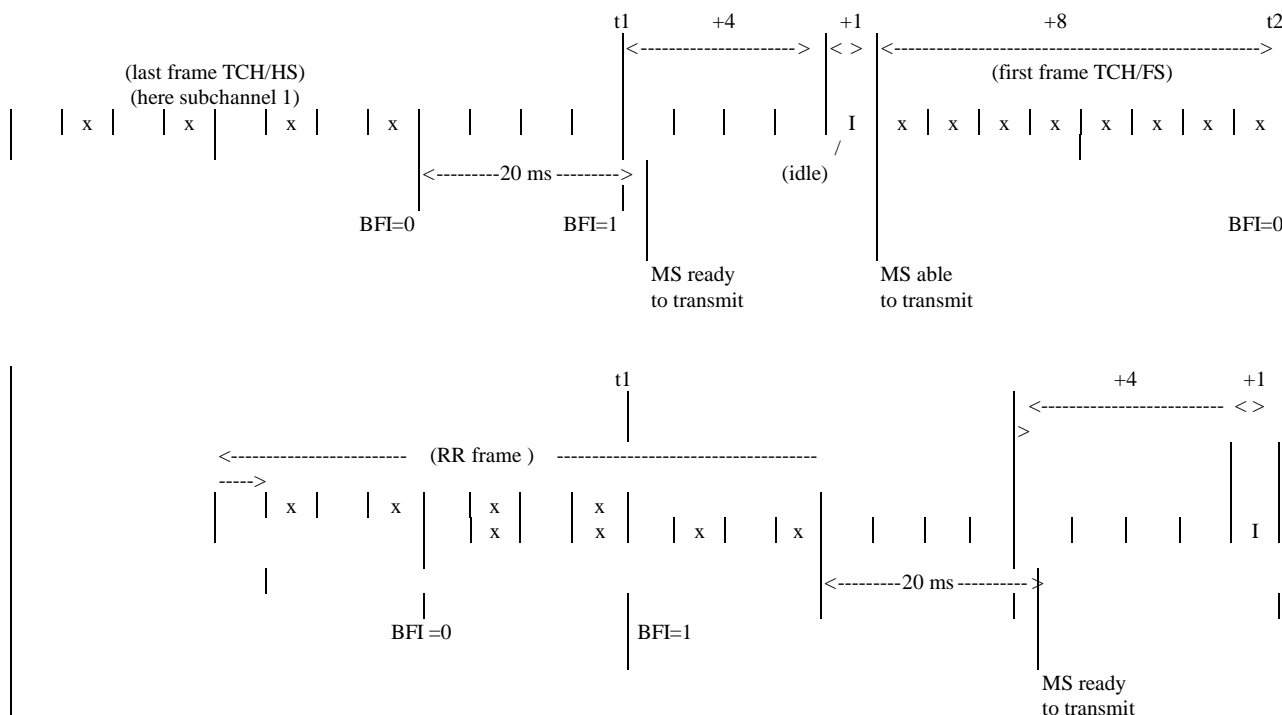 t1 +4 +1 +8 t2
<-----------------------> < > <------------------------------------------------------>
(last frame TCH/HS) (first frame TCH/FS)
(here subchannel 1)
x x x x I x x x x x x x x
/
<---------20 ms ---------> (idle)
BFI=0 BFI=1 BFI=0
MS ready MS able
to transmit to transmit
t1 +4 +1
<-------------------------- < >
>
<------------------------- (RR frame ) -------------------------------------
----->
x x x x
x x x x I
<---------20 ms ---------->
BFI =0 BFI=1
MS ready
to transmit